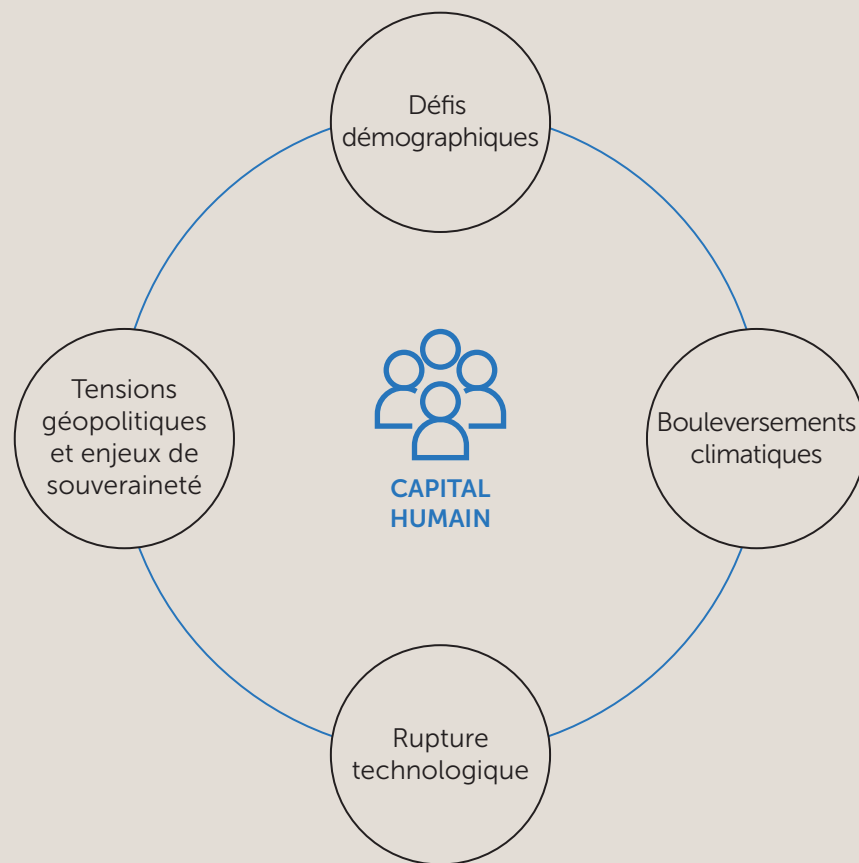 Défis
démographiques
Tensions
géopolitiques
et enjeux de
souveraineté
CAPITAL
HUMAIN
Bouleversements
climatiques
Rupture
technologique